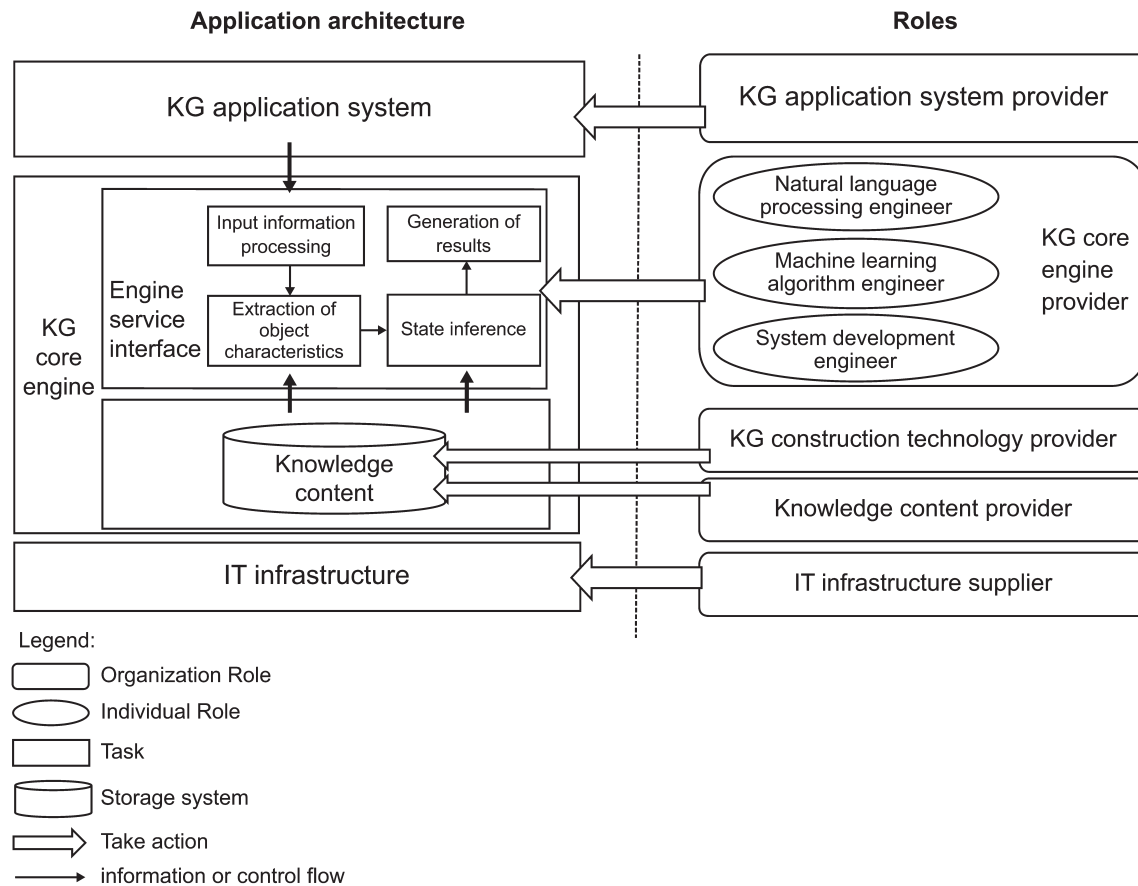 Application architecture
Roles
KG application system
KG application system provider
Input information
processing
Generation of
results
Engine
service
interface
Extraction of
object
characteristics
State inference
KG
core
engine
Natural language
processing engineer
Machine learning
algorithm engineer
System development
engineer
KG core
engine
provider
Knowledge
content
KG construction technology provider
Knowledge content provider
IT infrastructure
IT infrastructure supplier
Legend:
Organization Role
Individual Role
Task
Storage system
Take action
information or control flow